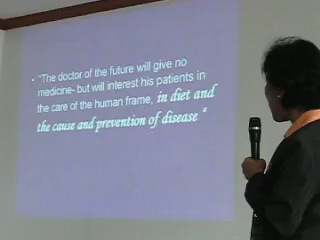 • "The doctor of the future will give no
medicine- but will interest his patients in
the care of the human frame, in diet and
the cause and prevention of disease "